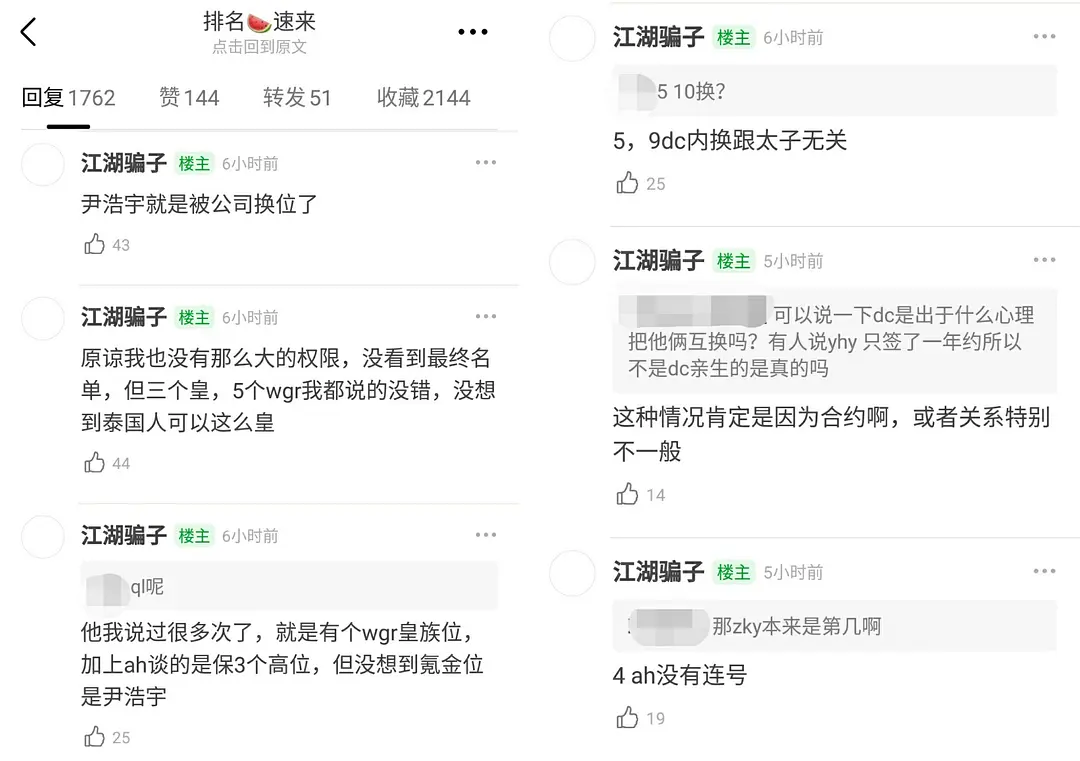 排名🍉速来
点击回到原文
回复1762 赞144 转发51 收藏2144
江湖骗子 楼主 6小时前
尹浩宇就是被公司换位了
43
江湖骗子 楼主 6小时前
原谅我也没有那么大的权限，没看到最终名
单，但三个皇，5个wgr我都说的没错，没想
到泰国人可以这么皇
44
江湖骗子 楼主 6小时前
ql呢
他我说过很多次了，就是有个wgr皇族位，
加上ah谈的是保3个高位，但没想到氪金位
是尹浩宇
25
江湖骗子 楼主 6小时前
5 10换？
5，9dc内换跟太子无关
25
江湖骗子 楼主 5小时前
可以说一下dc是出于什么心理
把他俩互换吗？有人说yhy 只签了一年约所以
不是dc亲生的是真的吗
这种情况肯定是因为合约啊，或者关系特别
不一般
14
江湖骗子 楼主 5小时前
那zky本来是第几啊
4 ah没有连号
19